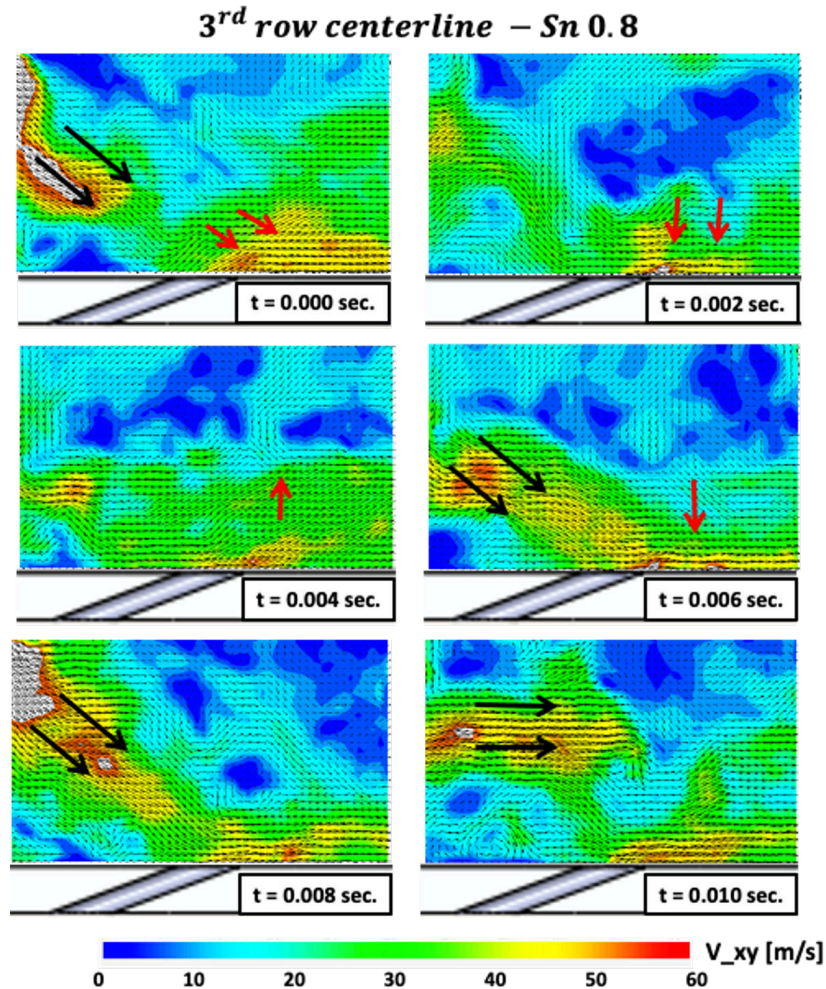 3rd row centerline − Sn 0.8
t = 0.000 sec.
t = 0.002 sec.
t = 0.004 sec.
t = 0.006 sec.
t = 0.008 sec.
t = 0.010 sec.
V_xy [m/s]
0 10 20 30 40 50 60